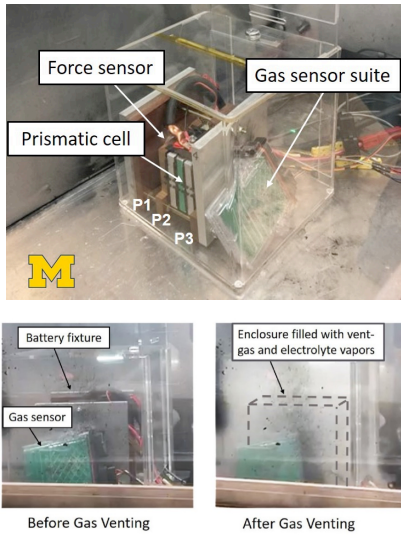 Force sensor
Gas sensor suite
Prismatic cell
P1
P2
P3
M
Battery fixture
Enclosure filled with vent-
gas and electrolyte vapors
Gas sensor
Before Gas Venting
After Gas Venting